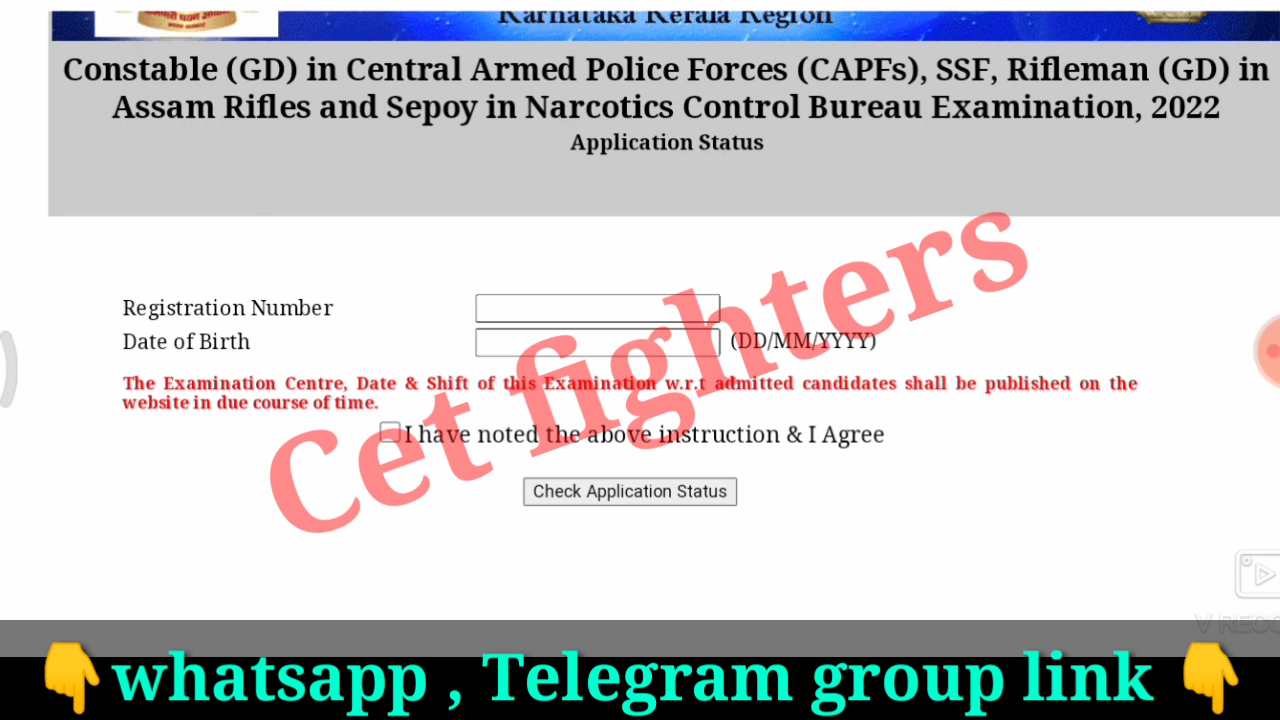 Karnataka Kerala Region
Constable (GD) in Central Armed Police Forces (CAPFs), SSF, Rifleman (GD) in
Assam Rifles and Sepoy in Narcotics Control Bureau Examination, 2022
Application Status
Registration Number
Date of Birth (DD/MM/YYYY)
The Examination Centre, Date & Shift of this Examination w.r.t admitted candidates shall be published on the
website in due course of time.
I have noted the above instruction & I Agree
Check Application Status
Cet fighters
V RECO
👇whatsapp , Telegram group link 👇